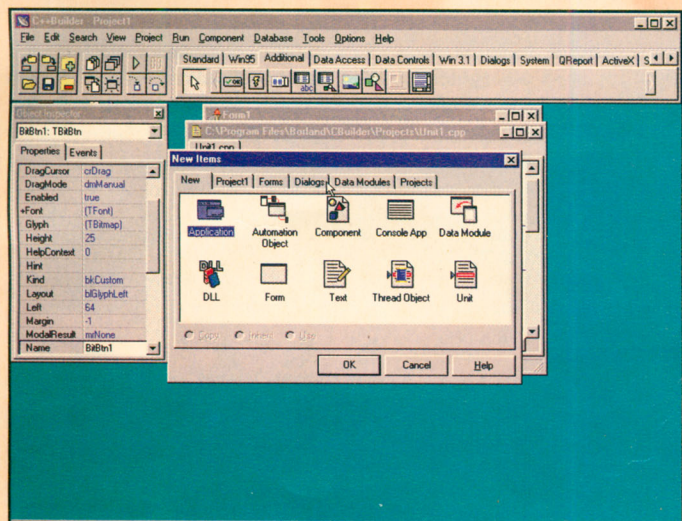 C++Builder - Project1
File Edit Search View Project Run Component Database Tools Options Help
Standard Win95 Additional Data Access Data Controls Win 3.1 Dialogs System QReport ActiveX S
OK
abc
Object Inspector
BitBtn1: TBitBtn
Properties Events
DragCursor crDrag
DragMode dmManual
Enabled true
+Font (TFont)
Glyph (TBitmap)
Height 25
HelpContext 0
Hint
Kind bkCustom
Layout blGlyphLeft
Left 64
Margin -1
ModalResult mrNone
Name BitBtn1
Form1
C:\Program Files\Borland\CBuilder\Projects\Unit1.cpp
Unit1.cpp
New Items
New Project1 Forms Dialogs Data Modules Projects
Application Automation Object Component Console App Data Module
DLL Form Text Thread Object Unit
Copy Inherit Use
OK Cancel Help